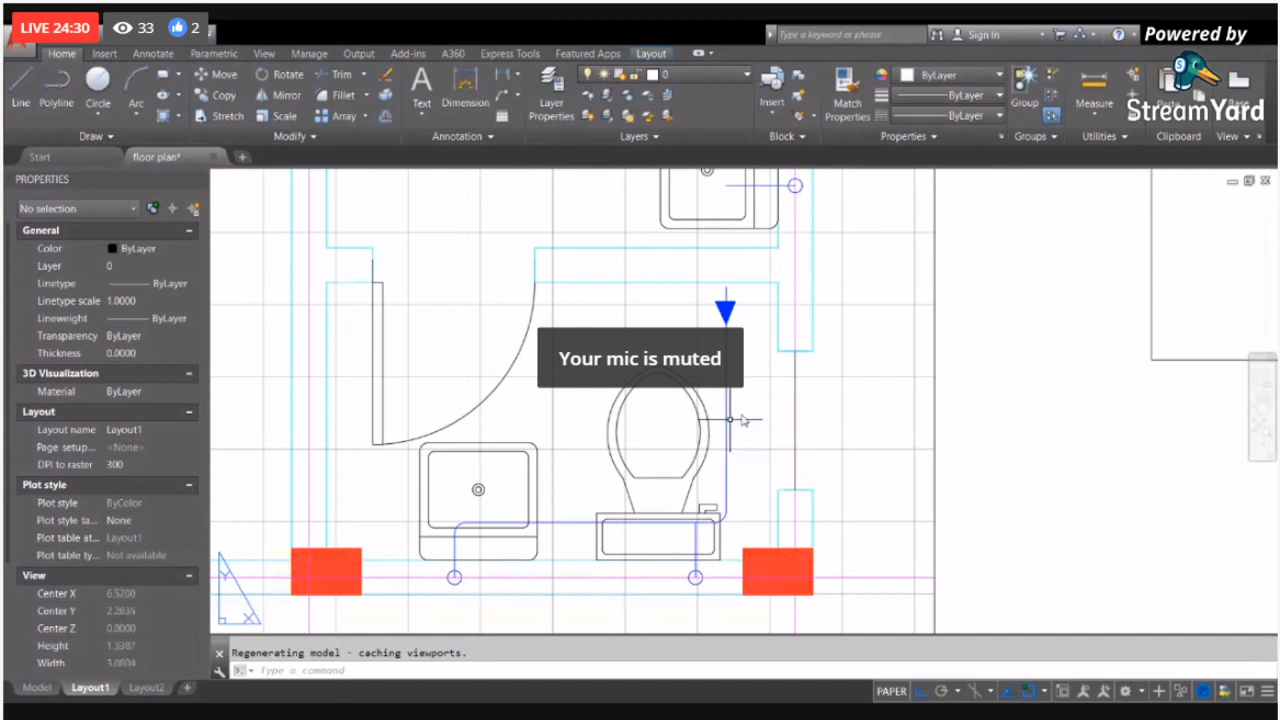 LIVE 24:30 33 2
Powered by
StreamYard
Type a keyword or phrase Sign In
Home Insert Annotate Parametric View Manage Output Add-ins A360 Express Tools Featured Apps Layout
Line Polyline Circle Arc
Move Rotate Trim
Copy Mirror Fillet
Stretch Scale Array
Text Dimension
Layer Properties
0
Insert
Match Properties
ByLayer
ByLayer
ByLayer
Group
Measure
Draw Modify Annotation Layers Block Properties Groups Utilities Clipboard View
Start floor plan*
PROPERTIES
No selection
General
Color ByLayer
Layer 0
Linetype ByLayer
Linetype scale 1.0000
Lineweight ByLayer
Transparency ByLayer
Thickness 0.0000
3D Visualization
Material ByLayer
Layout
Layout name Layout1
Page setup... <None>
DPI to raster 300
Plot style
Plot style ByColor
Plot style ta... None
Plot table at... Layout1
Plot table ty... Not available
View
Center X 6.5200
Center Y 2.2834
Center Z 0.0000
Height 1.3387
Width 3.0804
Your mic is muted
Y
X
Regenerating model - caching viewports.
Type a command
Model Layout1 Layout2
PAPER